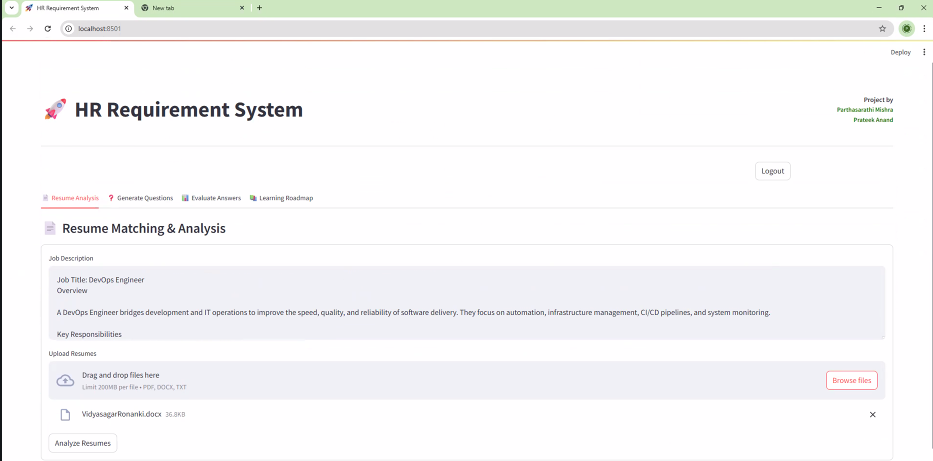 HR Requirement System
New tab
localhost:8501
Deploy
HR Requirement System
Project by
Parthasarathi Mishra
Prateek Anand
Logout
Resume Analysis Generate Questions Evaluate Answers Learning Roadmap
Resume Matching & Analysis
Job Description
Job Title: DevOps Engineer
Overview
A DevOps Engineer bridges development and IT operations to improve the speed, quality, and reliability of software delivery. They focus on automation, infrastructure management, CI/CD pipelines, and system monitoring.
Key Responsibilities
Upload Resumes
Drag and drop files here
Limit 200MB per file • PDF, DOCX, TXT
Browse files
VidyasagarRonanki.docx 36.8KB
Analyze Resumes